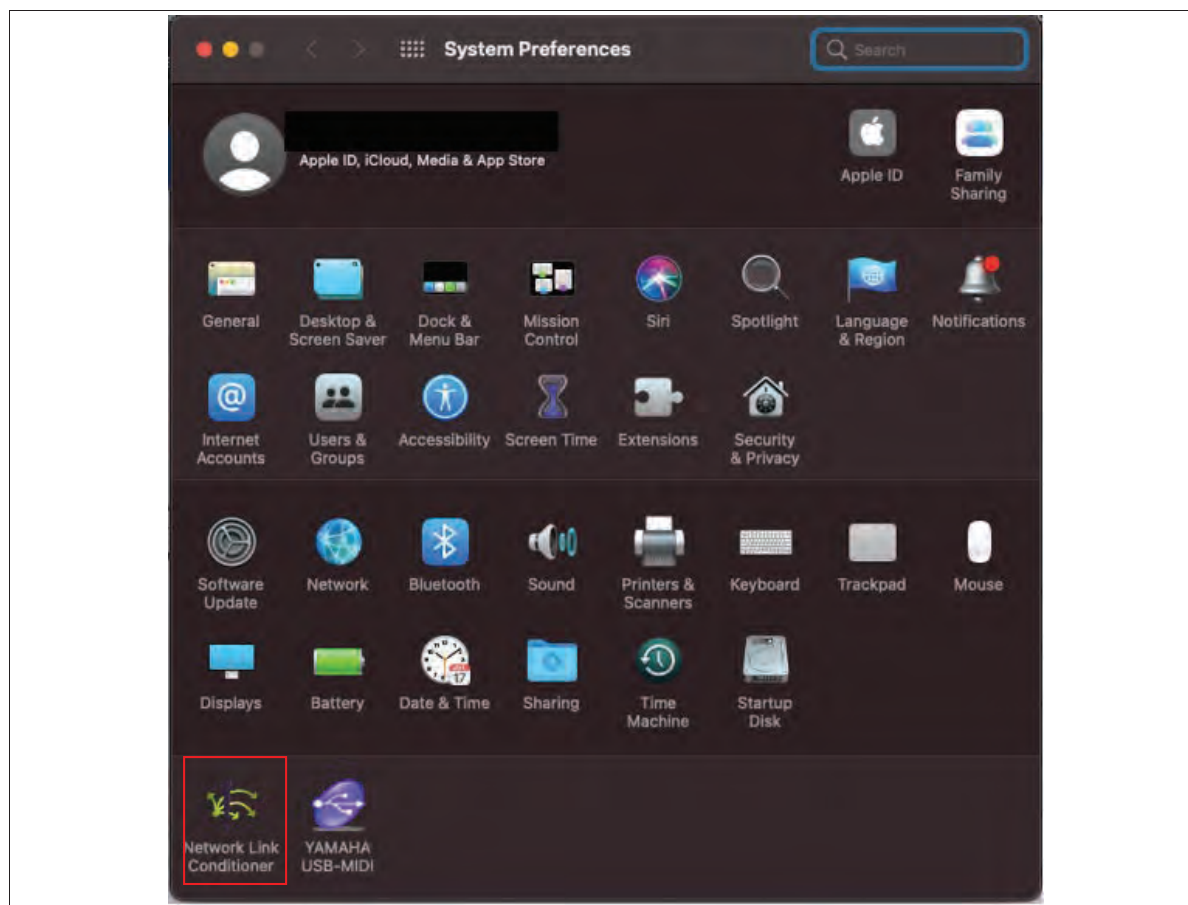 System Preferences
Search
Apple ID, iCloud, Media & App Store
Apple ID
Family
Sharing
General
Desktop &
Screen Saver
Dock &
Menu Bar
Mission
Control
Siri
Spotlight
Language
& Region
Notifications
Internet
Accounts
Users &
Groups
Accessibility
Screen Time
Extensions
Security
& Privacy
Software
Update
Network
Bluetooth
Sound
Printers &
Scanners
Keyboard
Trackpad
Mouse
Displays
Battery
Date & Time
Sharing
Time
Machine
Startup
Disk
Network Link
Conditioner
YAMAHA
USB-MIDI